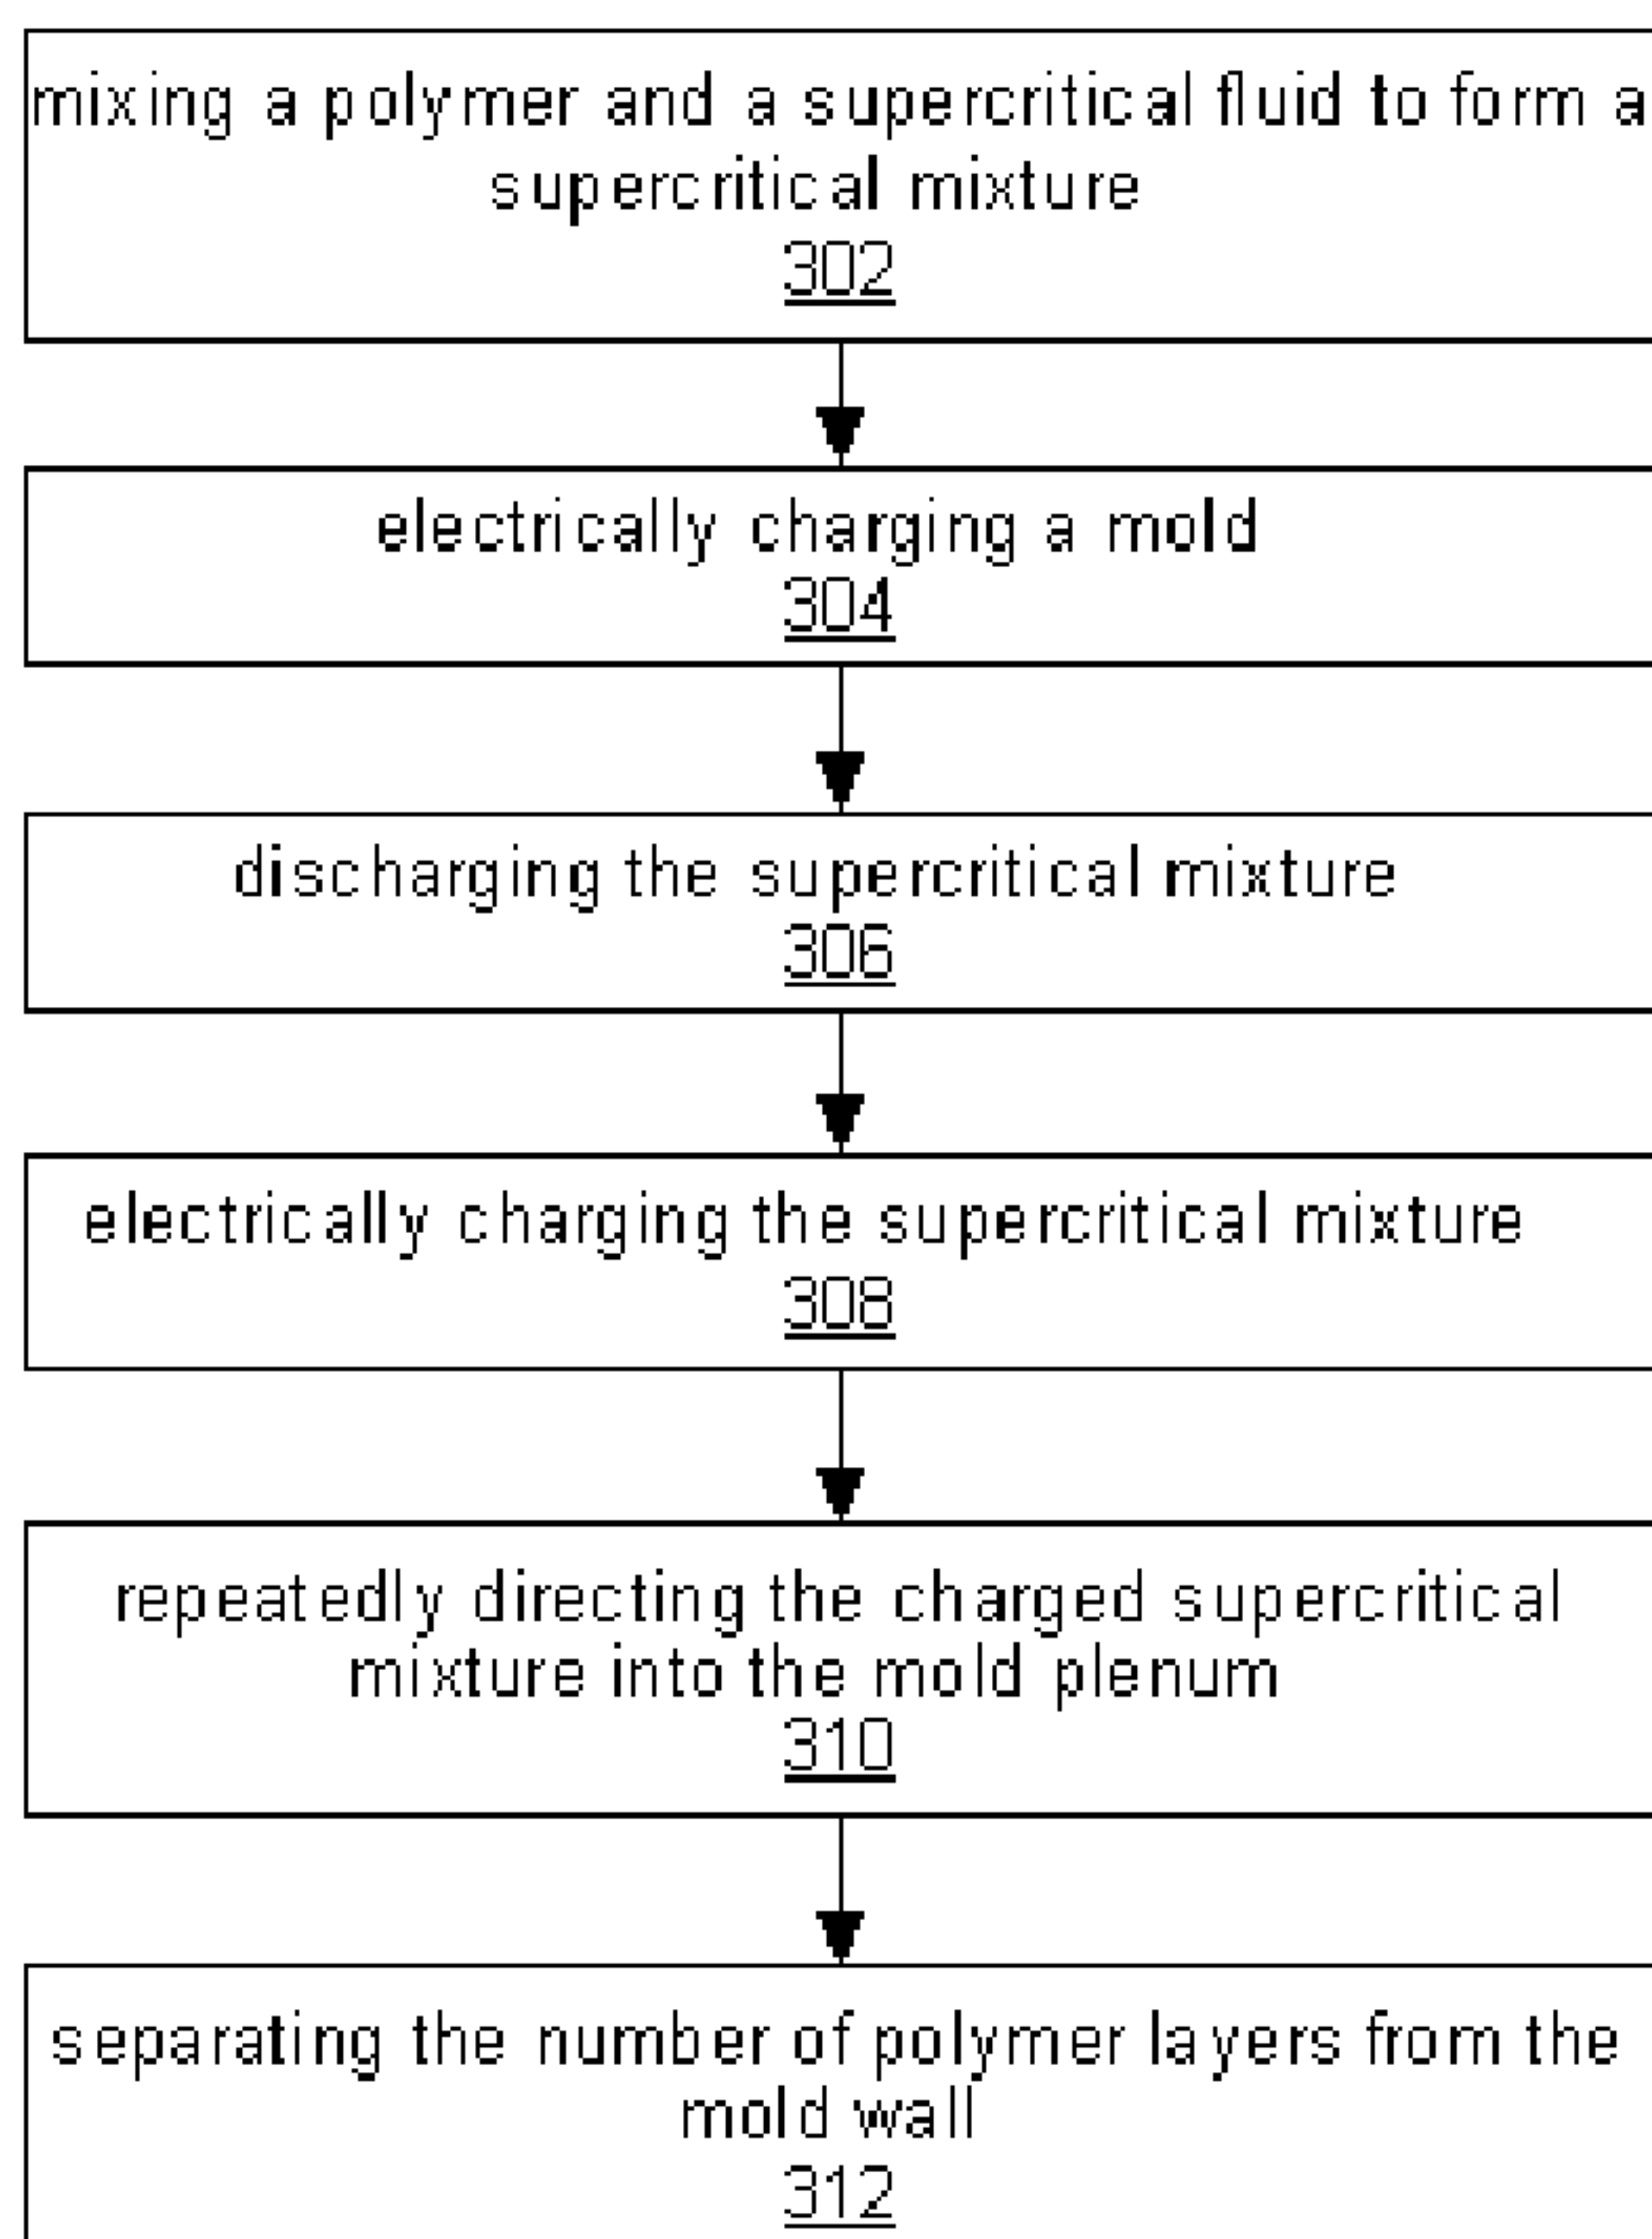 mixing a polymer and a supercritical fluid to form a
supercritical mixture
302
electrically charging a mold
304
discharging the supercritical mixture
306
electrically charging the supercritical mixture
308
repeatedly directing the charged supercritical
mixture into the mold plenum
310
separating the number of polymer layers from the
mold wall
312